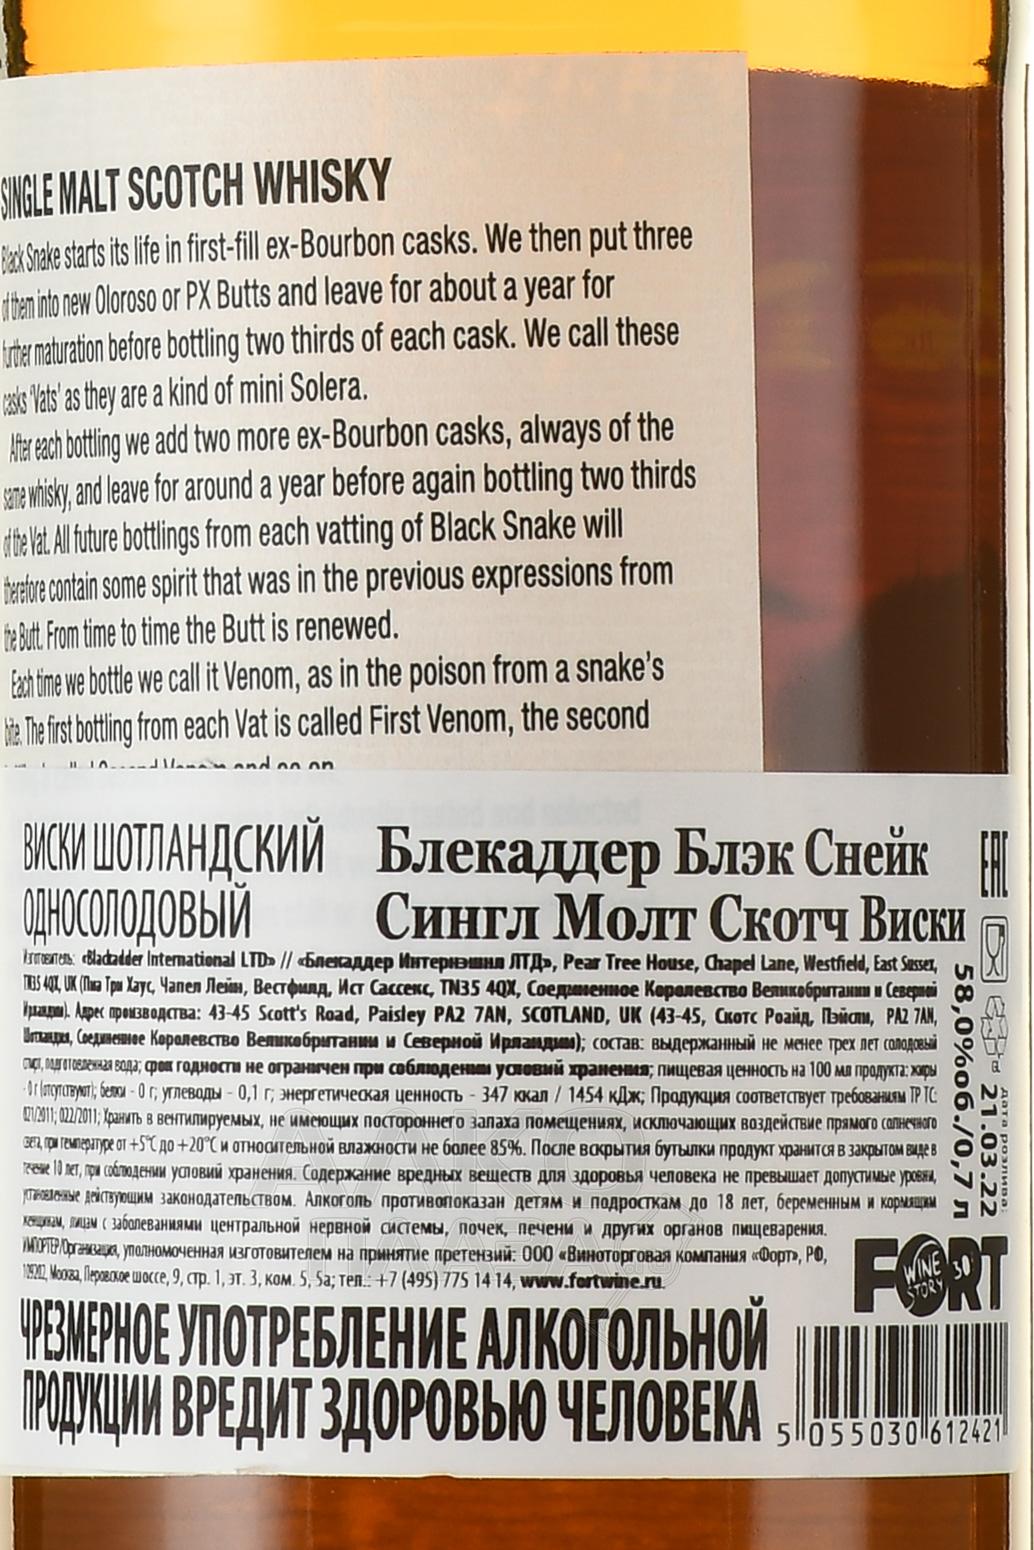 SINGLE MALT SCOTCH WHISKY
Black Snake starts its life in first-fill ex-Bourbon casks. We then put three
of them into new Oloroso or PX Butts and leave for about a year for
further maturation before bottling two thirds of each cask. We call these
casks 'Vats' as they are a kind of mini Solera.
After each bottling we add two more ex-Bourbon casks, always of the
same whisky, and leave for around a year before again bottling two thirds
of the Vat. All future bottlings from each vatting of Black Snake will
therefore contain some spirit that was in the previous expressions from
the Butt. From time to time the Butt is renewed.
Each time we bottle we call it Venom, as in the poison from a snake's
bite. The first bottling from each Vat is called First Venom, the second
ВИСКИ ШОТЛАНДСКИЙ
ОДНОСОЛОДОВЫЙ
Блекаддер Блэк Снейк
Сингл Молт Скотч Виски
Изготовитель: «Blackadder International LTD» // «Блекаддер Интернэшнл ЛТД», Pear Tree House, Chapel Lane, Westfield, East Sussex,
TN35 4QX, UK (Пиа Три Хаус, Чапел Лейн, Вестфилд, Ист Сассекс, TN35 4QX, Соединенное Королевство Великобритании и Северной
Ирландии). Адрес производства: 43-45 Scott's Road, Paisley PA2 7AN, SCOTLAND, UK (43-45, Скотс Роайд, Пэйсли, PA2 7AN,
Шотландия, Соединенное Королевство Великобритании и Северной Ирландии); состав: выдержанный не менее трех лет солодовый
спирт, подготовленная вода; срок годности не ограничен при соблюдении условий хранения; пищевая ценность на 100 мл продукта: жиры
- 0 г (отсутствуют); белки - 0 г; углеводы - 0,1 г; энергетическая ценность - 347 ккал / 1454 кДж; Продукция соответствует требованиям ТР ТС:
021/2011; 022/2011; Хранить в вентилируемых, не имеющих постороннего запаха помещениях, исключающих воздействие прямого солнечного
света, при температуре от +5°С до +20°С и относительной влажности не более 85%. После вскрытия бутылки продукт хранится в закрытом виде в
течение 10 лет, при соблюдении условий хранения. Содержание вредных веществ для здоровья человека не превышает допустимые уровни,
установленные действующим законодательством. Алкоголь противопоказан детям и подросткам до 18 лет, беременным и кормящим
женщинам, лицам с заболеваниями центральной нервной системы, почек, печени и других органов пищеварения.
ИМПОРТЕР/Организация, уполномоченная изготовителем на принятие претензий: ООО «Виноторговая компания «Форт», РФ,
109202, Москва, Перовское шоссе, 9, стр. 1, эт. 3, ком. 5, 5а; тел.: +7 (495) 775 14 14, www.fortwine.ru.
ЧРЕЗМЕРНОЕ УПОТРЕБЛЕНИЕ АЛКОГОЛЬНОЙ
ПРОДУКЦИИ ВРЕДИТ ЗДОРОВЬЮ ЧЕЛОВЕКА
EAC
58,0%об./0,7 л
Дата розлива:
21.03.22
FORT
WINE
STORY
30
5 055030 612421